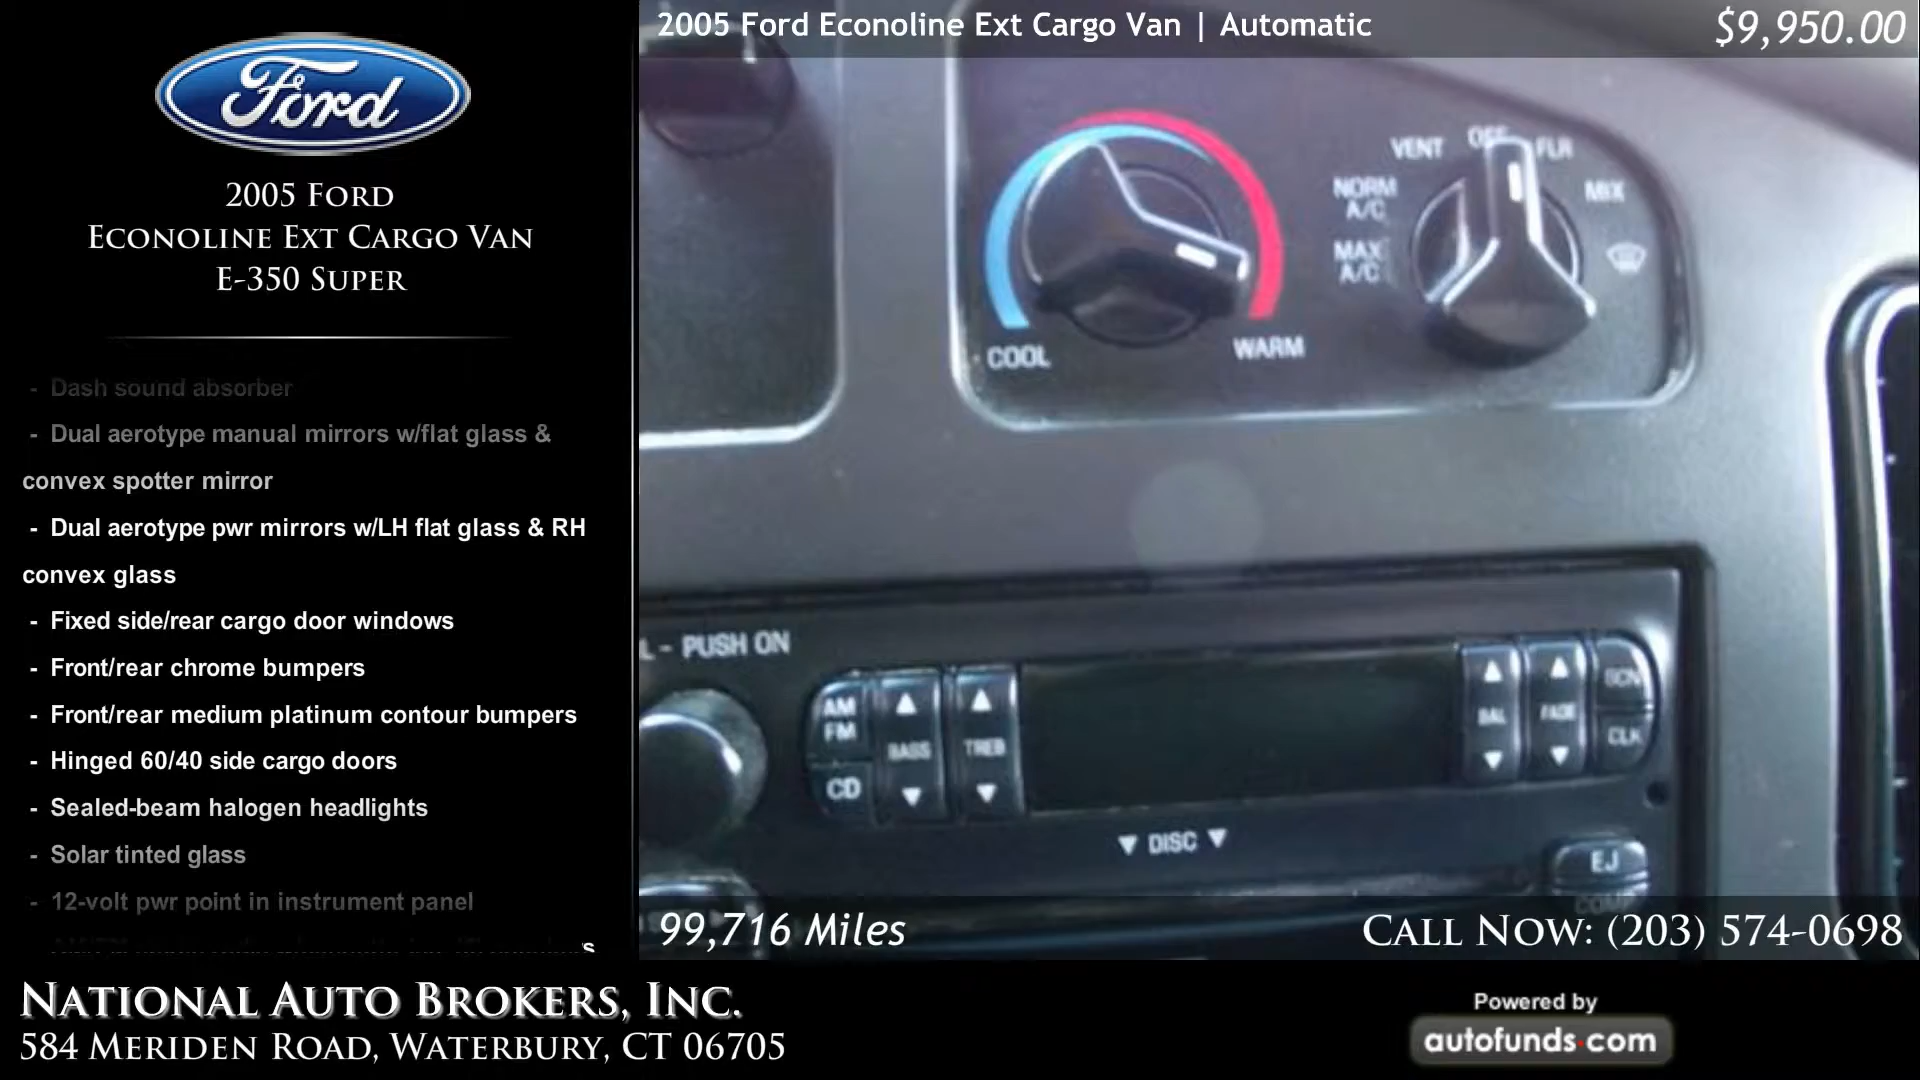 Ford
2005 Ford
Econoline Ext Cargo Van
E-350 Super
- Dash sound absorber
- Dual aerotype manual mirrors w/flat glass &
convex spotter mirror
- Dual aerotype pwr mirrors w/LH flat glass & RH
convex glass
- Fixed side/rear cargo door windows
- Front/rear chrome bumpers
- Front/rear medium platinum contour bumpers
- Hinged 60/40 side cargo doors
- Sealed-beam halogen headlights
- Solar tinted glass
- 12-volt pwr point in instrument panel
2005 Ford Econoline Ext Cargo Van | Automatic
$9,950.00
VENT OFF FLR
NORM A/C
MIX
MAX A/C
COOL
WARM
L - PUSH ON
AM FM
CD
BASS
TREB
BAL
FADE
SCN
CLK
▼ DISC ▼
EJ
COMP
99,716 Miles
Call Now: (203) 574-0698
National Auto Brokers, Inc.
584 Meriden Road, Waterbury, CT 06705
Powered by
autofunds.com